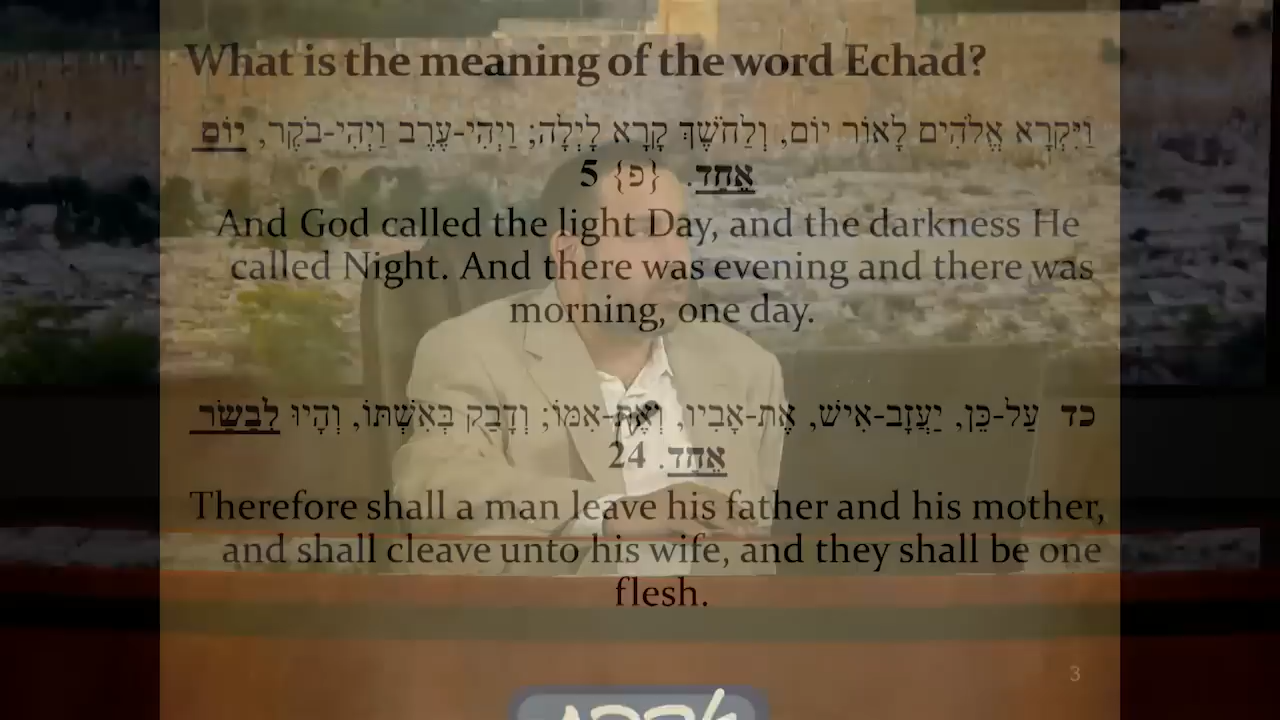 What is the meaning of the word Echad?
וַיִּקְרָא אֱלֹהִים לָאוֹר יוֹם, וְלַחֹשֶׁךְ קָרָא לָיְלָה; וַיְהִי-עֶרֶב וַיְהִי-בֹקֶר, יוֹם
אֶחָד. {פ} 5
And God called the light Day, and the darkness He
called Night. And there was evening and there was
morning, one day.
כד עַל-כֵּן, יַעֲזָב-אִישׁ, אֶת-אָבִיו, וְאֶת-אִמּוֹ; וְדָבַק בְּאִשְׁתּוֹ, וְהָיוּ לְבָשָׂר
אֶחָד. 24
Therefore shall a man leave his father and his mother,
and shall cleave unto his wife, and they shall be one
flesh.
3